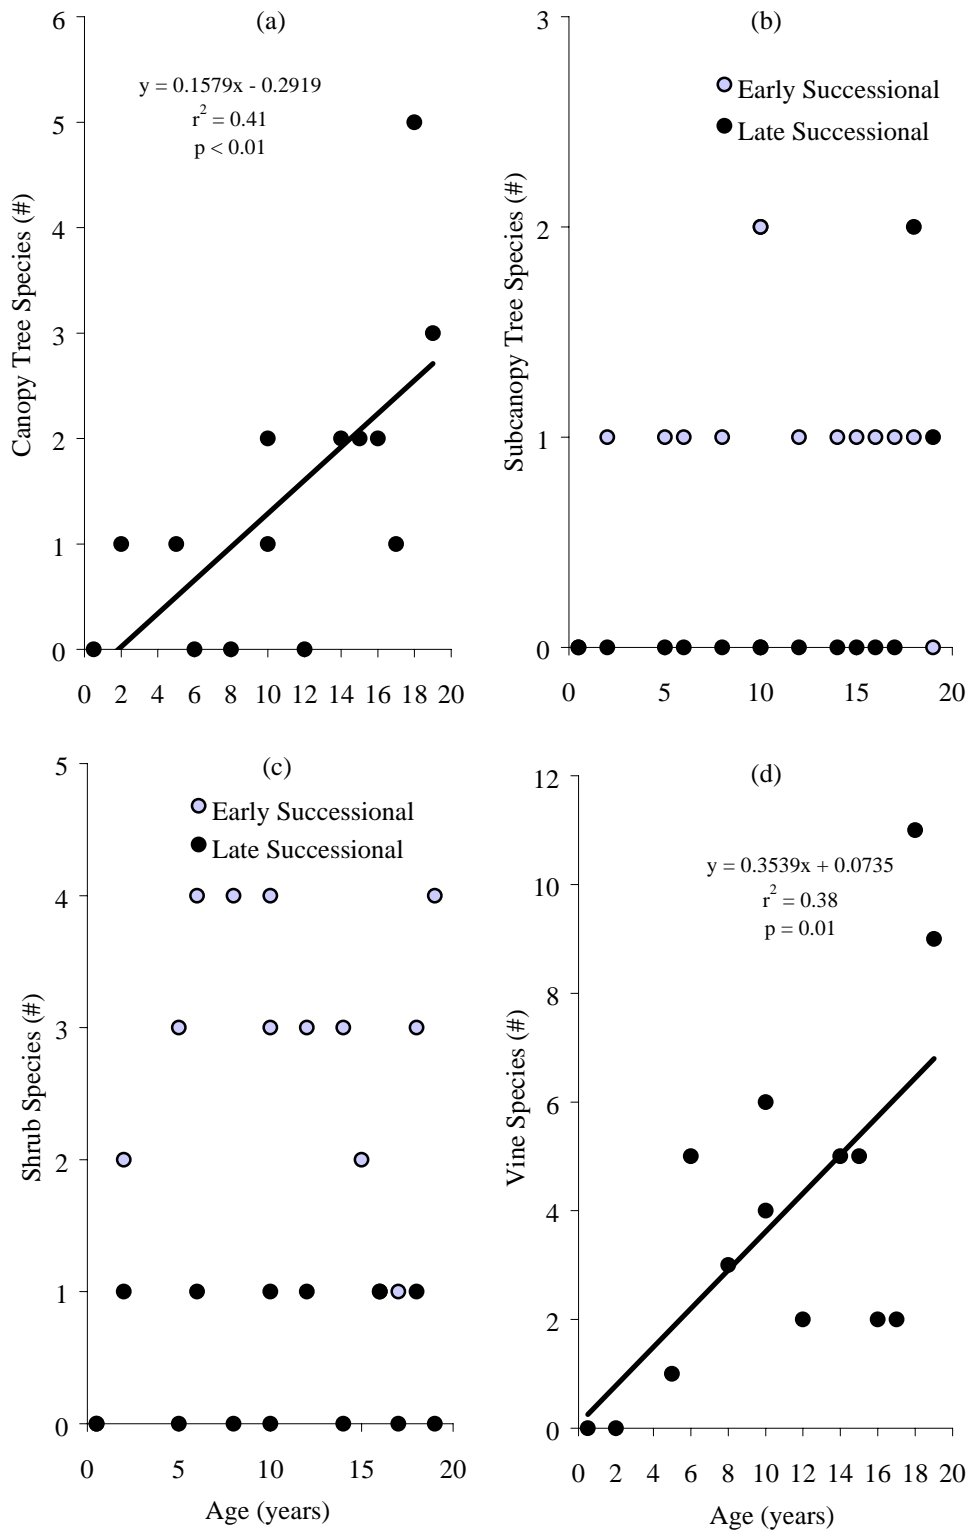 (a)
y = 0.1579x - 0.2919
r² = 0.41
p < 0.01
Canopy Tree Species (#)
6
5
4
3
2
1
0
0 2 4 6 8 10 12 14 16 18 20
(b)
Early Successional
Late Successional
Subcanopy Tree Species (#)
3
2
1
0
0 5 10 15 20
(c)
Early Successional
Late Successional
Shrub Species (#)
5
4
3
2
1
0
0 5 10 15 20
Age (years)
(d)
y = 0.3539x + 0.0735
r² = 0.38
p = 0.01
Vine Species (#)
12
10
8
6
4
2
0
0 2 4 6 8 10 12 14 16 18 20
Age (years)